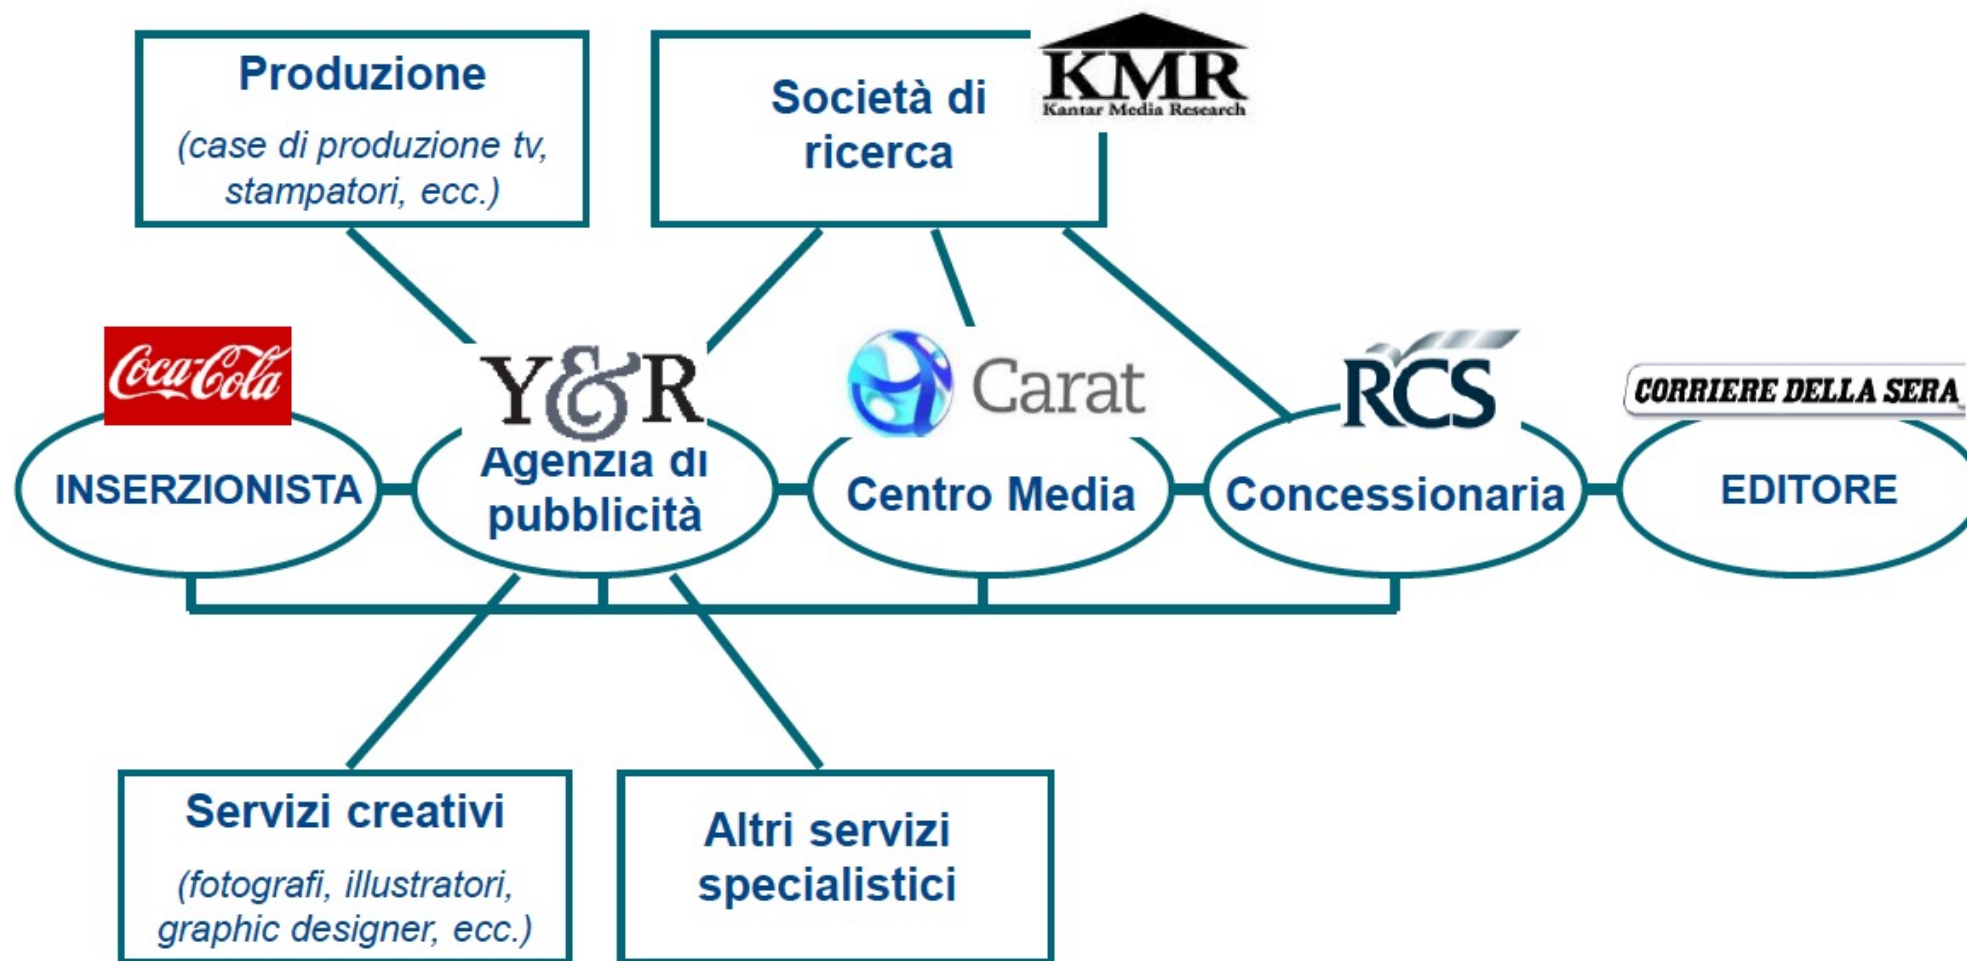 Produzione
(case di produzione tv,
stampatori, ecc.)
Società di
ricerca
KMR
Kantar Media Research
Coca-Cola
INSERZIONISTA
Y&R
Agenzia di
pubblicità
Carat
Centro Media
RCS
Concessionaria
CORRIERE DELLA SERA
EDITORE
Servizi creativi
(fotografi, illustratori,
graphic designer, ecc.)
Altri servizi
specialistici